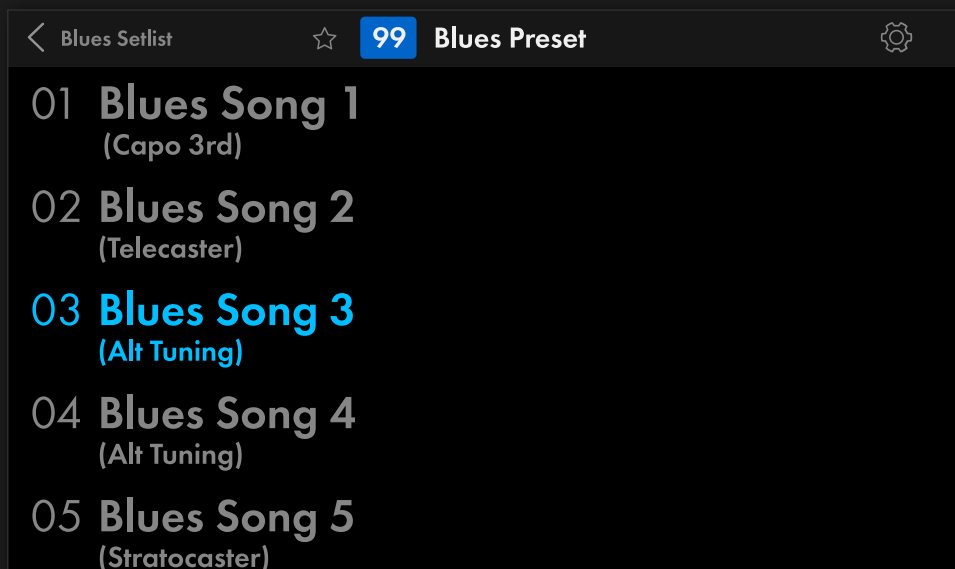 Blues Setlist 99 Blues Preset
01 Blues Song 1
(Capo 3rd)
02 Blues Song 2
(Telecaster)
03 Blues Song 3
(Alt Tuning)
04 Blues Song 4
(Alt Tuning)
05 Blues Song 5
(Stratocaster)